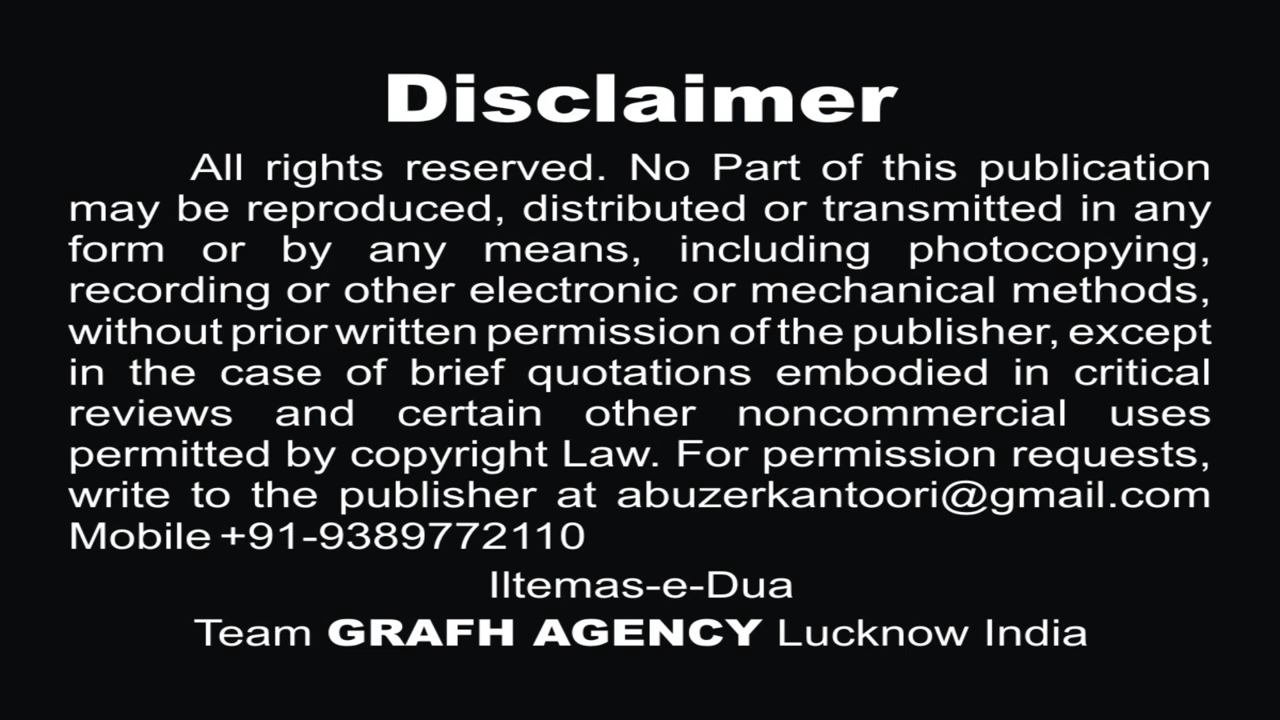 Disclaimer
All rights reserved. No Part of this publication
may be reproduced, distributed or transmitted in any
form or by any means, including photocopying,
recording or other electronic or mechanical methods,
without prior written permission of the publisher, except
in the case of brief quotations embodied in critical
reviews and certain other noncommercial uses
permitted by copyright Law. For permission requests,
write to the publisher at abuzerkantoori@gmail.com
Mobile +91-9389772110
IItemas-e-Dua
Team GRAFH AGENCY Lucknow India